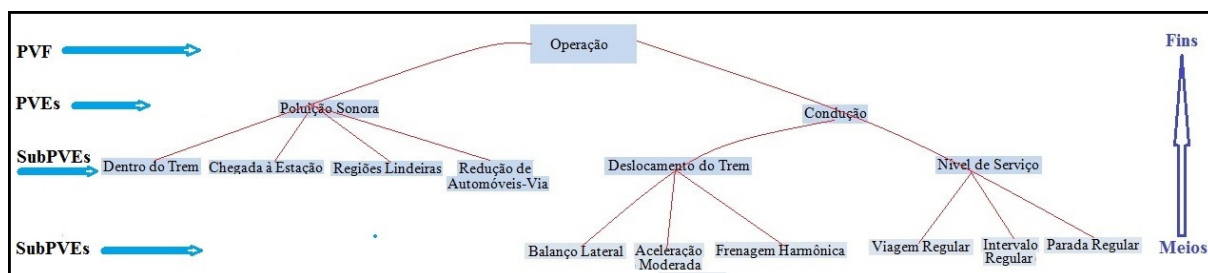 PVF
Operação
Fins
PVEs
Poluição Sonora
Condução
SubPVEs
Dentro do Trem
Chegada à Estação
Regiões Lindeiras
Redução de
Automóveis-Via
Deslocamento do Trem
Nível de Serviço
SubPVEs
Balanço Lateral
Aceleração
Moderada
Frenagem Harmônica
Viagem Regular
Intervalo
Regular
Parada Regular
Meios